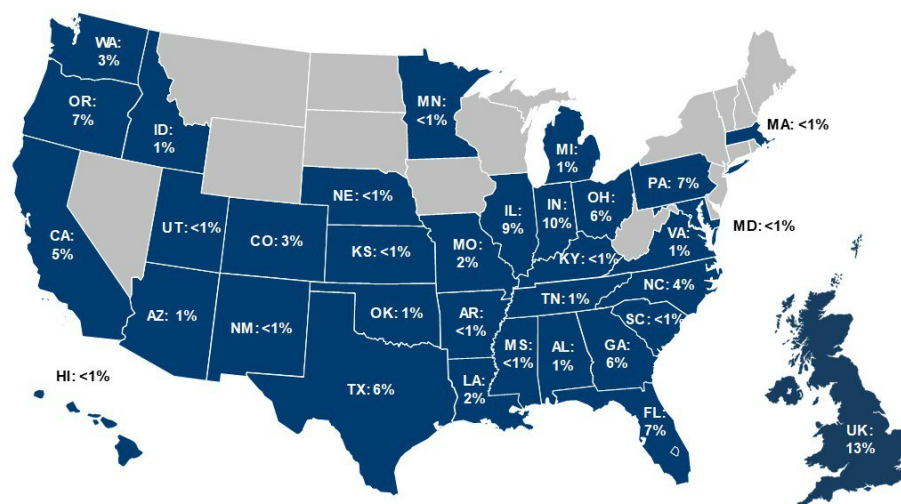 WA:
3%
OR:
7%
ID:
1%
MN:
<1%
MA: <1%
MI:
1%
PA: 7%
NE: <1%
IL:
9%
IN:
10%
OH:
6%
MD: <1%
UT: <1%
CO: 3%
CA:
5%
KS: <1%
MO:
2%
KY: <1%
VA:
1%
NC: 4%
TN: 1%
AZ: 1%
NM: <1%
OK: 1%
AR:
<1%
SC: <1%
MS:
<1%
AL:
1%
GA:
6%
HI: <1%
TX: 6%
LA:
2%
FL:
7%
UK:
13%